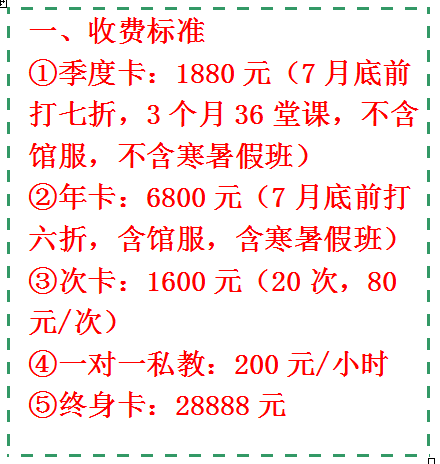 一、收费标准
①季度卡：1880 元（7 月底前
打七折，3 个月 36 堂课，不含
馆服，不含寒暑假班）
②年卡：6800 元（7 月底前打
六折，含馆服，含寒暑假班）
③次卡：1600 元（20 次，80
元/次）
④一对一私教：200 元/小时
⑤终身卡：28888 元